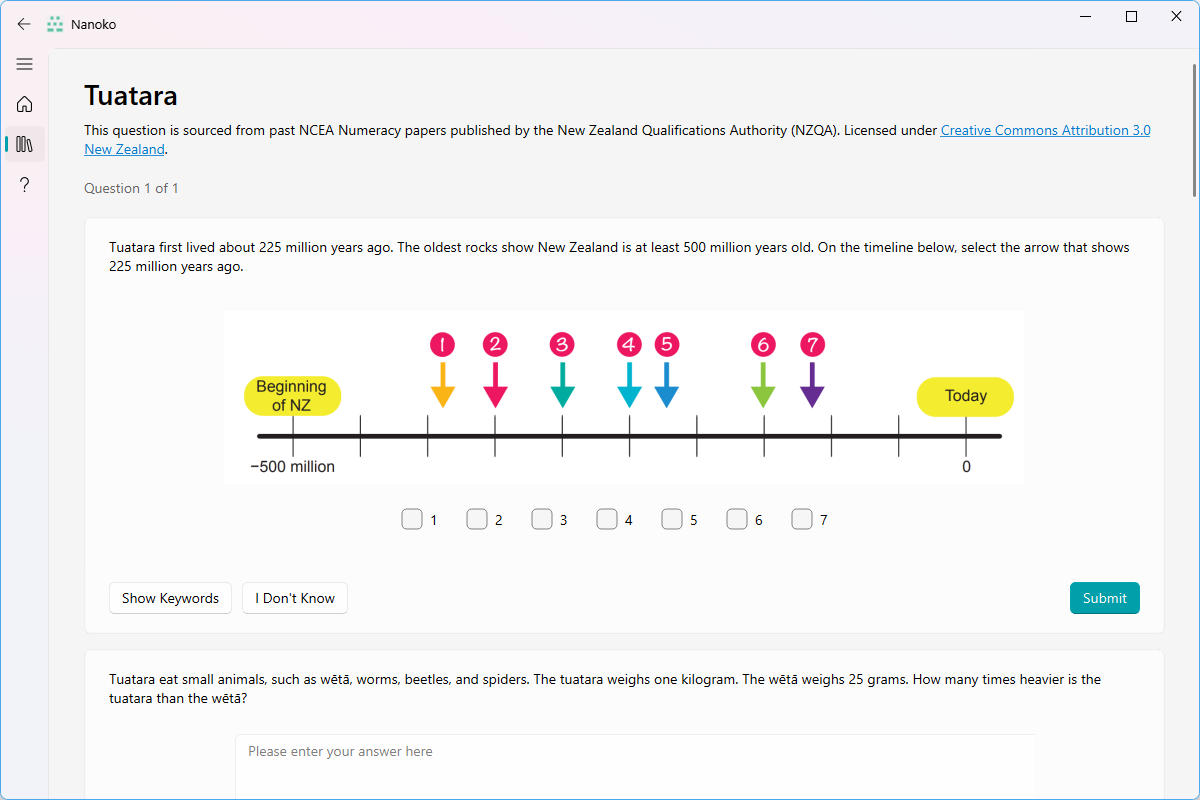 Nanoko
Tuatara
This question is sourced from past NCEA Numeracy papers published by the New Zealand Qualifications Authority (NZQA). Licensed under Creative Commons Attribution 3.0
New Zealand.
Question 1 of 1
Tuatara first lived about 225 million years ago. The oldest rocks show New Zealand is at least 500 million years old. On the timeline below, select the arrow that shows
225 million years ago.
1 2 3 4 5 6 7
Beginning
of NZ
Today
−500 million
0
1 2 3 4 5 6 7
Show Keywords
I Don't Know
Submit
Tuatara eat small animals, such as wētā, worms, beetles, and spiders. The tuatara weighs one kilogram. The wētā weighs 25 grams. How many times heavier is the
tuatara than the wētā?
Please enter your answer here